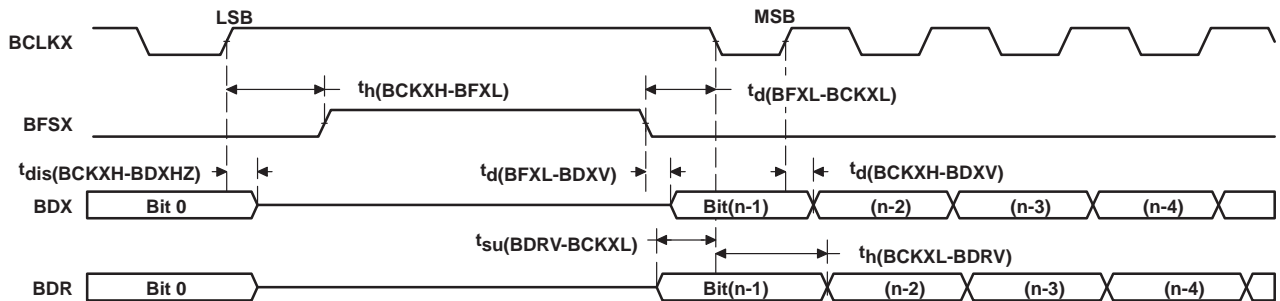 LSB MSB
BCLKX
th(BCKXH-BFXL) td(BFXL-BCKXL)
BFSX
tdis(BCKXH-BDXHZ) td(BFXL-BDXV) td(BCKXH-BDXV)
BDX Bit 0 Bit(n-1) (n-2) (n-3) (n-4)
tsu(BDRV-BCKXL) th(BCKXL-BDRV)
BDR Bit 0 Bit(n-1) (n-2) (n-3) (n-4)